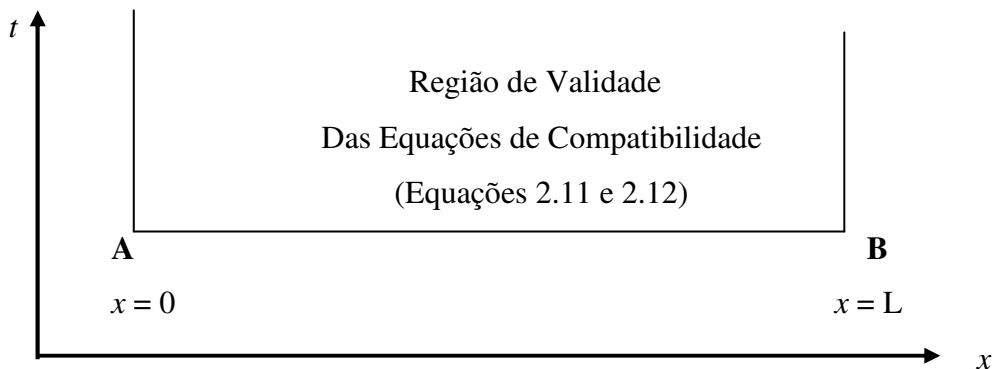 t
Região de Validade
Das Equações de Compatibilidade
(Equações 2.11 e 2.12)
A B
x = 0 x = L
x